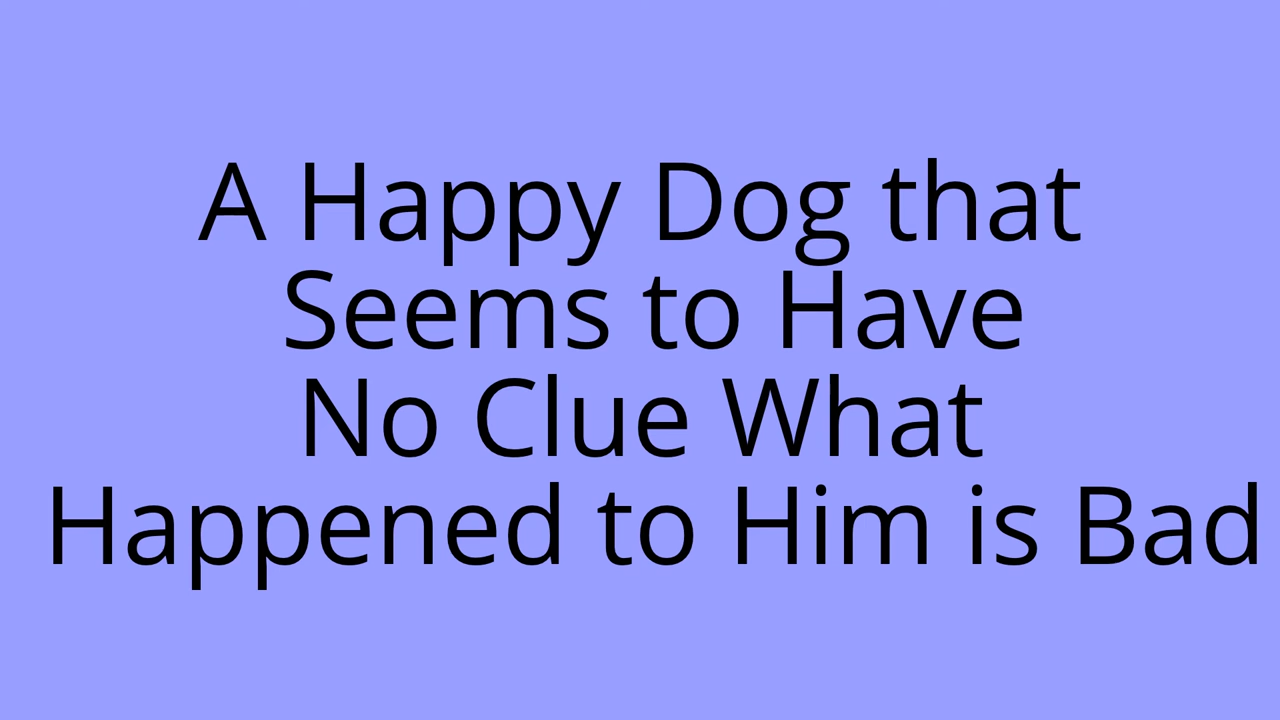 A Happy Dog that
Seems to Have
No Clue What
Happened to Him is Bad